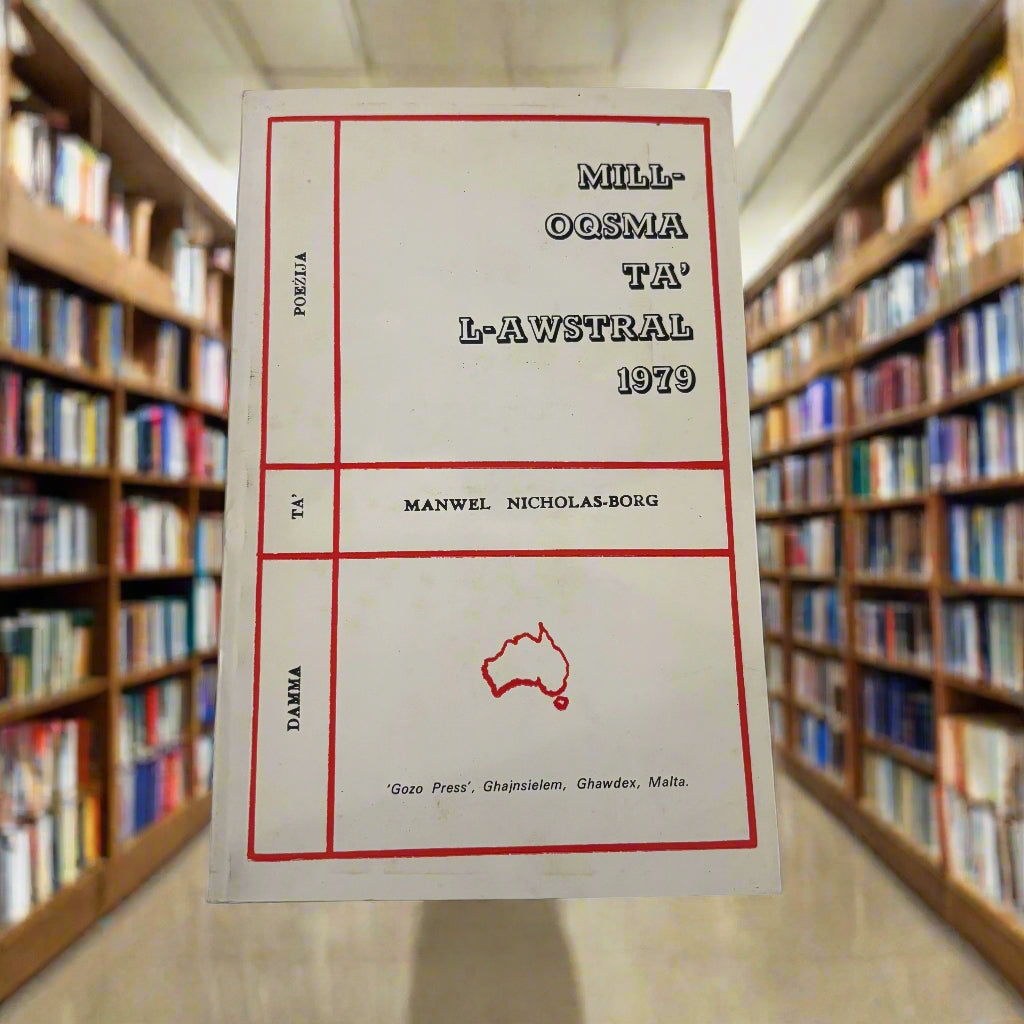 MILL-
OQSMA
TA'
L-AWSTRAL
1979
POEŻIJA
TA'
MANWEL NICHOLAS-BORG
DAMMA
'Gozo Press', Ghajnsielem, Ghawdex, Malta.